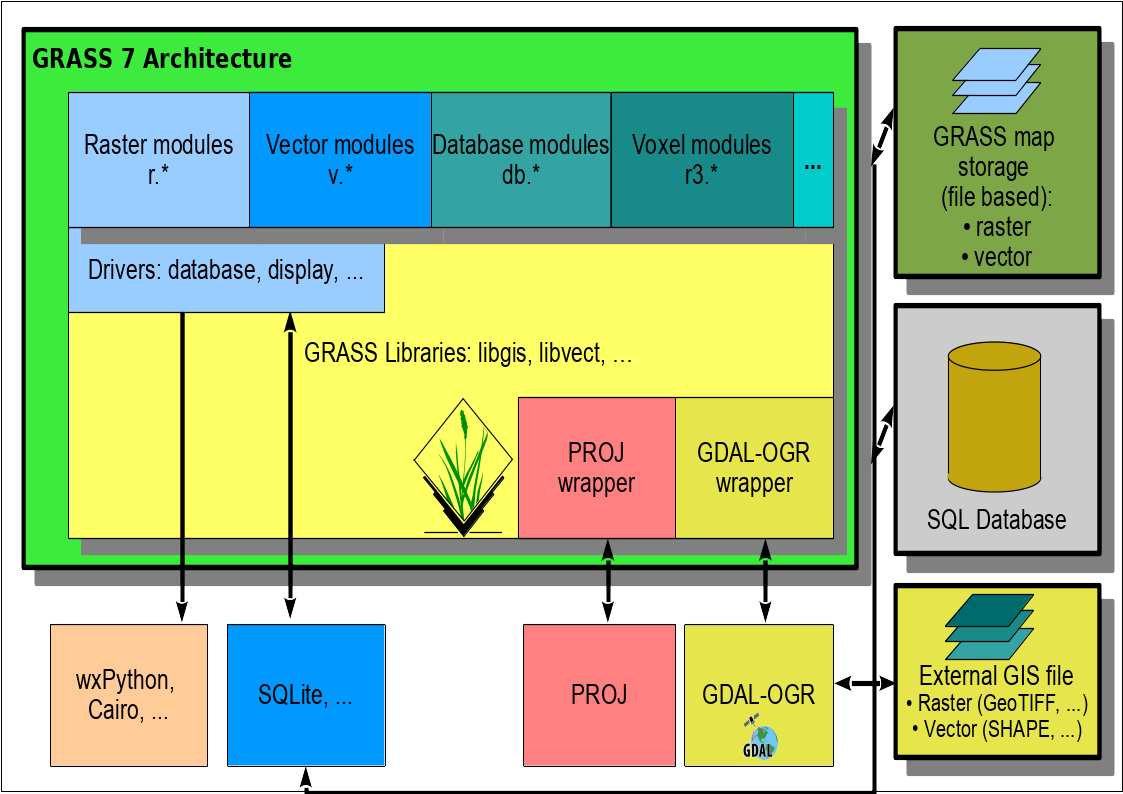 GRASS 7 Architecture
Raster modules
r.*
Vector modules
v.*
Database modules
db.*
Voxel modules
r3.*
...
Drivers: database, display, ...
GRASS Libraries: libgis, libvect, ...
PROJ
wrapper
GDAL-OGR
wrapper
wxPython,
Cairo, ...
SQLite, ...
PROJ
GDAL-OGR
GDAL
GRASS map
storage
(file based):
• raster
• vector
SQL Database
External GIS file
• Raster (GeoTIFF, ...)
• Vector (SHAPE, ...)